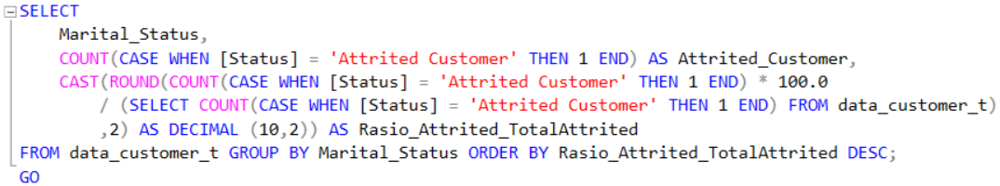 SELECT
Marital_Status,
COUNT(CASE WHEN [Status] = 'Attrited Customer' THEN 1 END) AS Attrited_Customer,
CAST(ROUND(COUNT(CASE WHEN [Status] = 'Attrited Customer' THEN 1 END) * 100.0
/ (SELECT COUNT(CASE WHEN [Status] = 'Attrited Customer' THEN 1 END) FROM data_customer_t)
,2) AS DECIMAL (10,2)) AS Rasio_Attrited_TotalAttrited
FROM data_customer_t GROUP BY Marital_Status ORDER BY Rasio_Attrited_TotalAttrited DESC;
GO